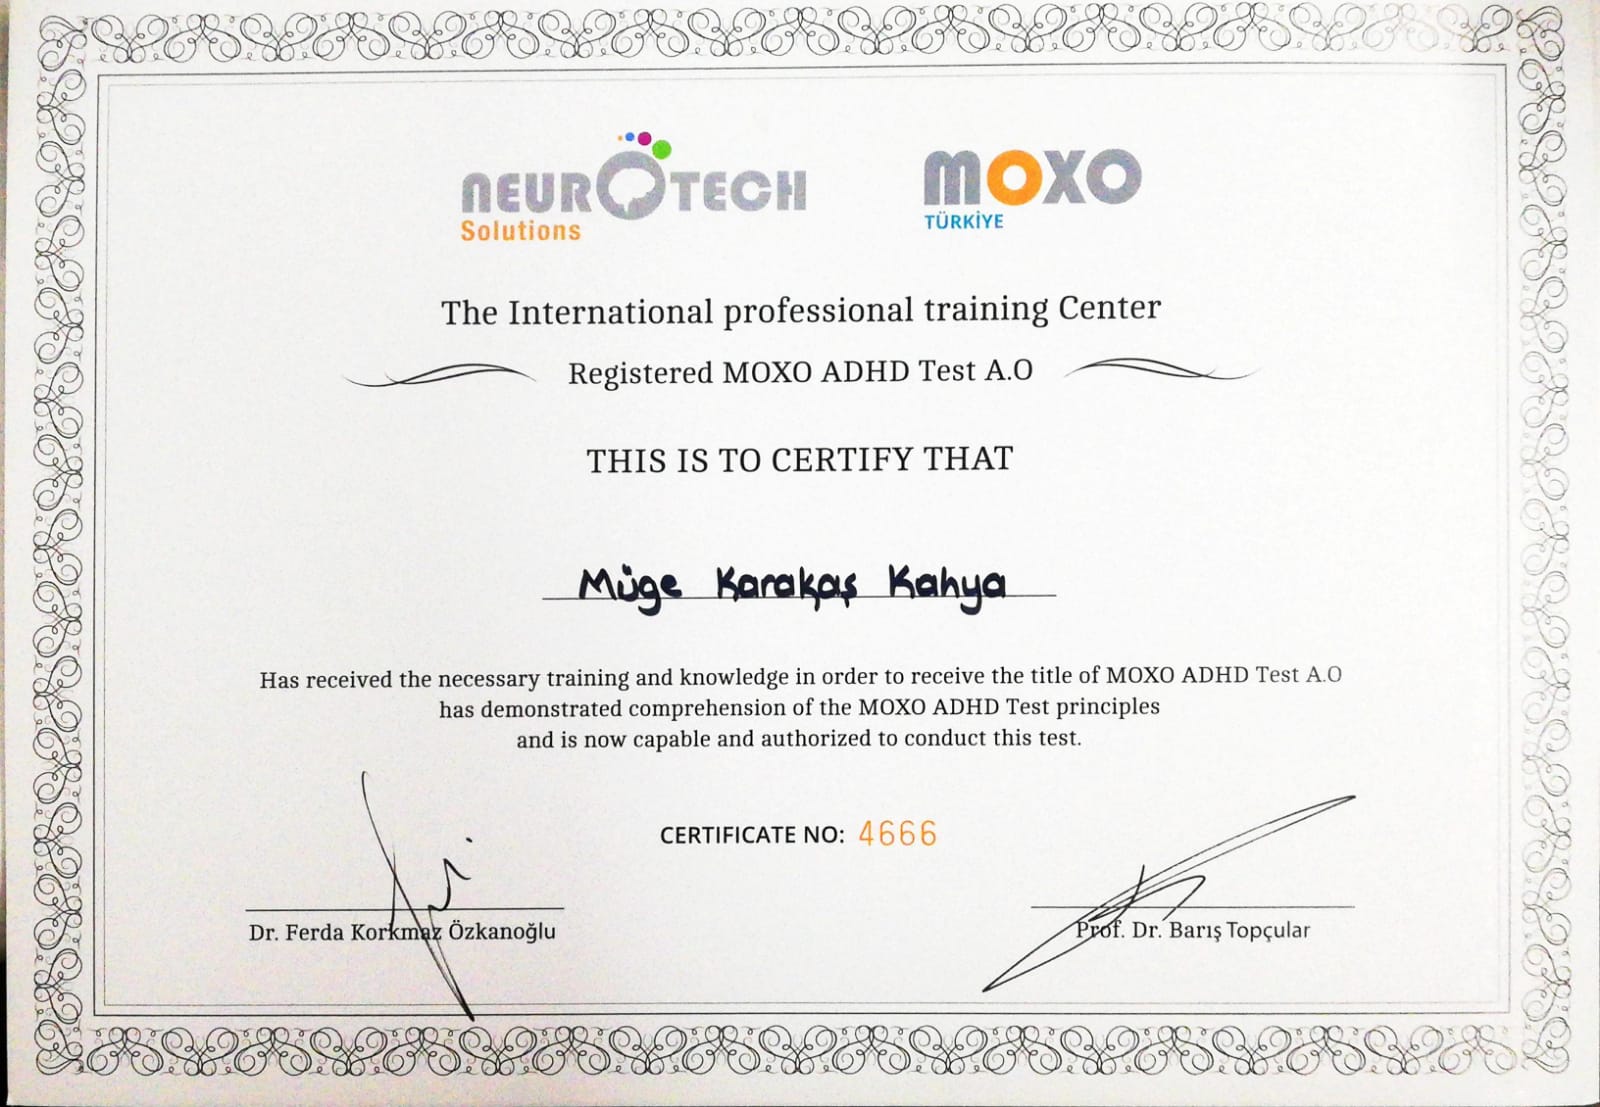 NEUROTECH
Solutions
MOXO
TÜRKİYE
The International professional training Center
Registered MOXO ADHD Test A.O
THIS IS TO CERTIFY THAT
Müge Karakaş Kahya
Has received the necessary training and knowledge in order to receive the title of MOXO ADHD Test A.O
has demonstrated comprehension of the MOXO ADHD Test principles
and is now capable and authorized to conduct this test.
CERTIFICATE NO: 4666
Dr. Ferda Korkmaz Özkanoğlu
Prof. Dr. Barış Topçular